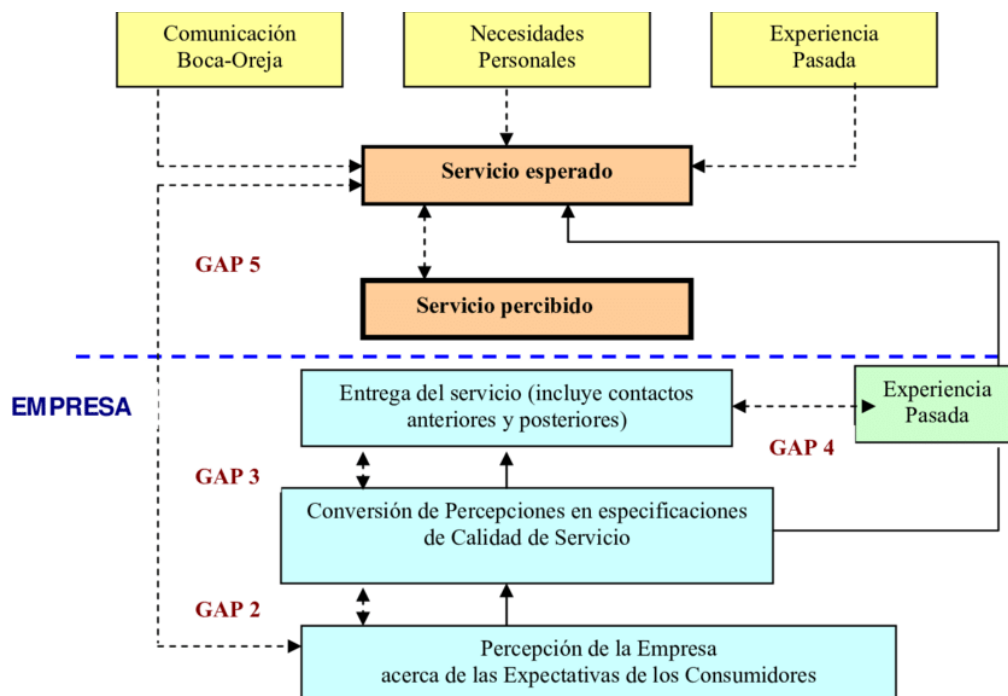 Comunicación
Boca-Oreja
Necesidades
Personales
Experiencia
Pasada
Servicio esperado
GAP 5
Servicio percibido
EMPRESA
Entrega del servicio (incluye contactos
anteriores y posteriores)
Experiencia
Pasada
GAP 4
GAP 3
Conversión de Percepciones en especificaciones
de Calidad de Servicio
GAP 2
Percepción de la Empresa
acerca de las Expectativas de los Consumidores